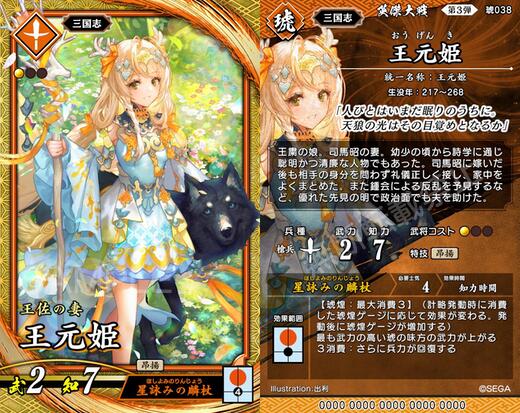 三国志
王佐の妻
王元姫
昂揚
武2 知7
ほしよみのりんじょう
星詠みの麟杖
4
琥
三国志
英傑大戦
第3弾
琥038
おうげんき
王元姫
統一名称：王元姫
生没年：217～268
「人びとはいまだ眠りのうちに。
天狼の光はその目覚めとなるか」
王粛の娘、司馬昭の妻。幼少の頃から詩学に通じ
聡明かつ清廉な人物でもあった。司馬昭に嫁いだ
後も相手の身分を問わず礼儀正しく接し、家中を
よくまとめた。また鍾会による反乱を予見するな
ど、優れた先見の明で政治面でも夫を助けた。
兵種 武力 知力 武将コスト
槍兵 2 7 特技 昂揚
ほしよみのりんじょう 必要士気 効果時間
星詠みの麟杖 4 知力時間
効果範囲
【琥煌：最大消費３】（計略発動時に消費
した琥煌ゲージに応じて効果が変わる。発
動後に琥煌ゲージが増加する）
最も武力の高い琥の味方の武力が上がる
３消費：さらに兵力が回復する
Illustration：出利
©SEGA
0000 0000 0000 0000 0000